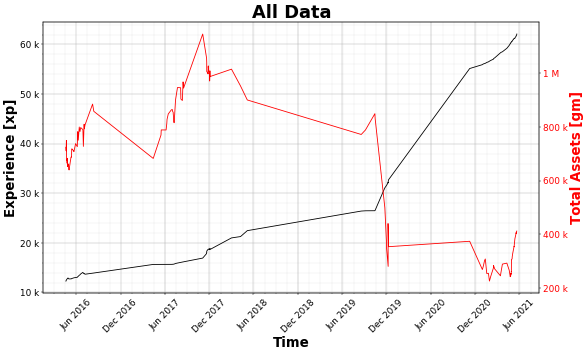 All Data
60 k
50 k
40 k
30 k
20 k
10 k
Experience [xp]
1 M
800 k
600 k
400 k
200 k
Total Assets [gm]
Jun 2016
Dec 2016
Jun 2017
Dec 2017
Jun 2018
Dec 2018
Jun 2019
Dec 2019
Jun 2020
Dec 2020
Jun 2021
Time